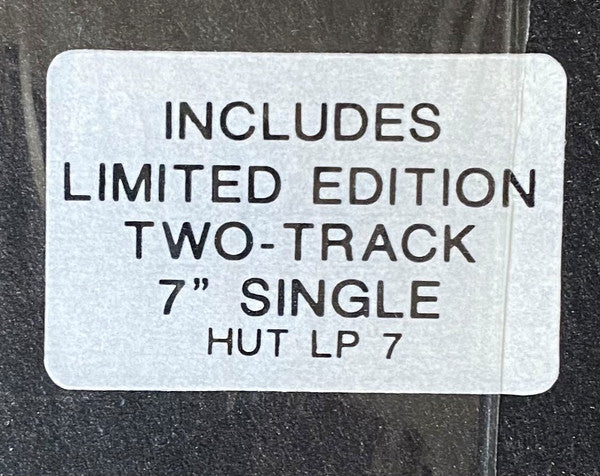 INCLUDES
LIMITED EDITION
TWO-TRACK
7” SINGLE
HUT LP 7